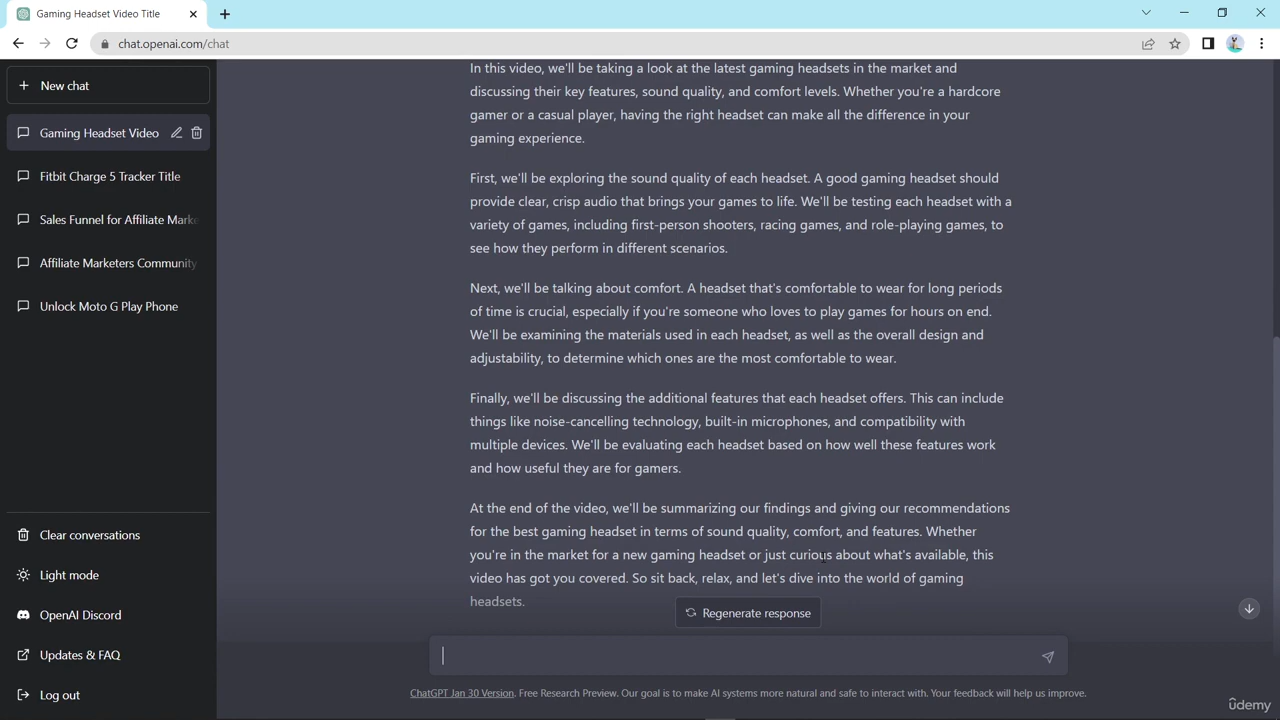 Gaming Headset Video Title
chat.openai.com/chat
New chat
Gaming Headset Video
Fitbit Charge 5 Tracker Title
Sales Funnel for Affiliate Marke
Affiliate Marketers Community
Unlock Moto G Play Phone
Clear conversations
Light mode
OpenAI Discord
Updates & FAQ
Log out
In this video, we'll be taking a look at the latest gaming headsets in the market and
discussing their key features, sound quality, and comfort levels. Whether you're a hardcore
gamer or a casual player, having the right headset can make all the difference in your
gaming experience.
First, we'll be exploring the sound quality of each headset. A good gaming headset should
provide clear, crisp audio that brings your games to life. We'll be testing each headset with a
variety of games, including first-person shooters, racing games, and role-playing games, to
see how they perform in different scenarios.
Next, we'll be talking about comfort. A headset that's comfortable to wear for long periods
of time is crucial, especially if you're someone who loves to play games for hours on end.
We'll be examining the materials used in each headset, as well as the overall design and
adjustability, to determine which ones are the most comfortable to wear.
Finally, we'll be discussing the additional features that each headset offers. This can include
things like noise-cancelling technology, built-in microphones, and compatibility with
multiple devices. We'll be evaluating each headset based on how well these features work
and how useful they are for gamers.
At the end of the video, we'll be summarizing our findings and giving our recommendations
for the best gaming headset in terms of sound quality, comfort, and features. Whether
you're in the market for a new gaming headset or just curious about what's available, this
video has got you covered. So sit back, relax, and let's dive into the world of gaming
headsets.
Regenerate response
ChatGPT Jan 30 Version. Free Research Preview. Our goal is to make AI systems more natural and safe to interact with. Your feedback will help us improve.
ûdemy